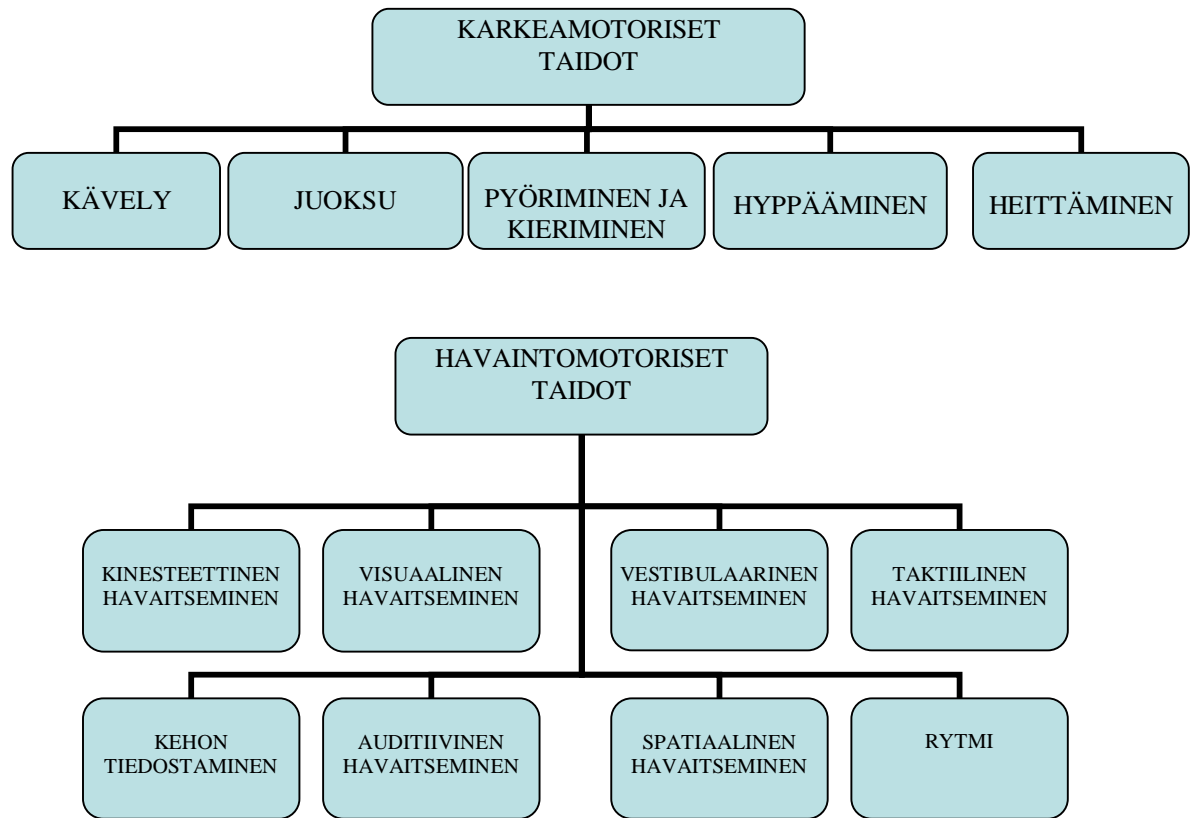 KARKEAMOTORISET
TAIDOT
KÄVELY
JUOKSU
PYÖRIMINEN JA
KIERIMINEN
HYPPÄÄMINEN
HEITTÄMINEN
HAVAINTOMOTORISET
TAIDOT
KINESTEETTINEN
HAVAITSEMINEN
VISUAALINEN
HAVAITSEMINEN
VESTIBULAARINEN
HAVAITSEMINEN
TAKTIILINEN
HAVAITSEMINEN
KEHON
TIEDOSTAMINEN
AUDITIIVINEN
HAVAITSEMINEN
SPATIAALINEN
HAVAITSEMINEN
RYTMI